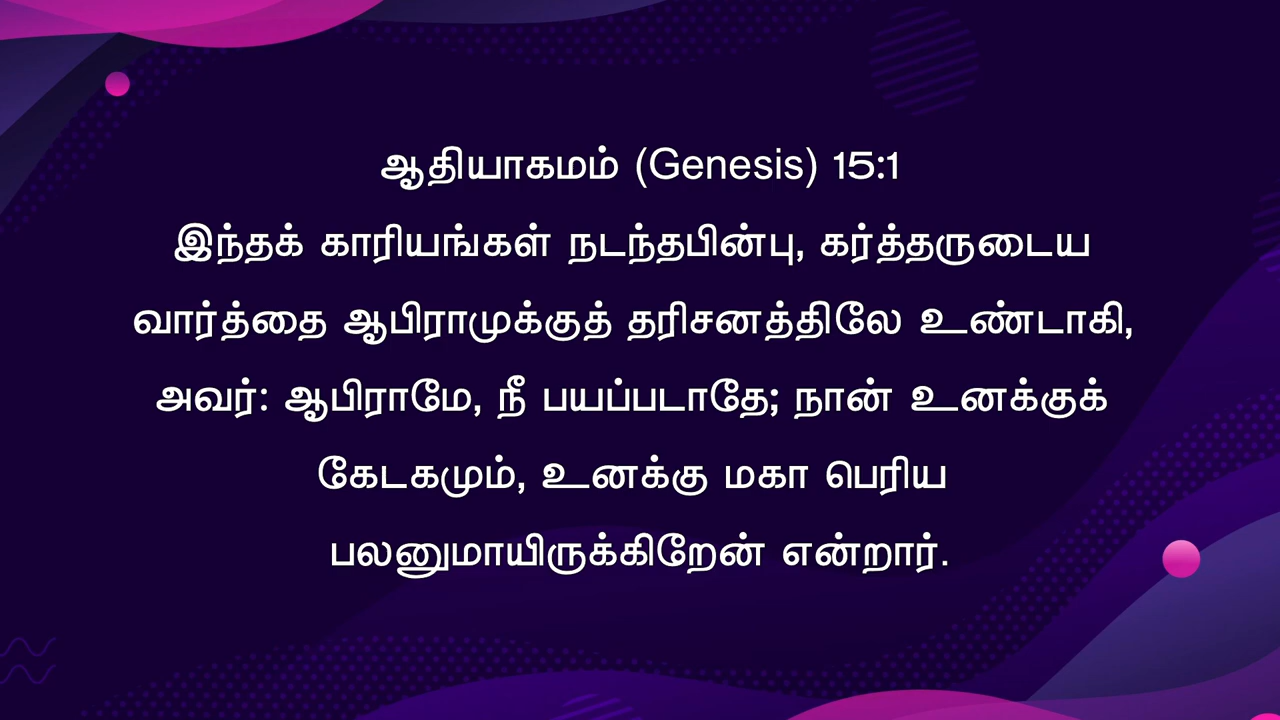 ஆதியாகமம் (Genesis) 15:1
இந்தக் காரியங்கள் நடந்தபின்பு, கர்த்தருடைய
வார்த்தை ஆபிராமுக்குத் தரிசனத்திலே உண்டாகி,
அவர்: ஆபிராமே, நீ பயப்படாதே; நான் உனக்குக்
கேடகமும், உனக்கு மகா பெரிய
பலனுமாயிருக்கிறேன் என்றார்.